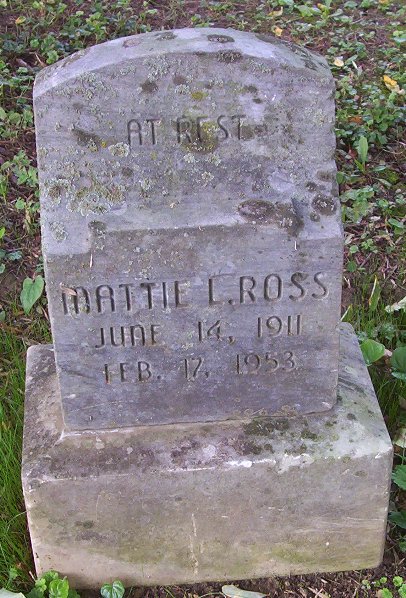 AT REST
MATTIE L. ROSS
JUNE 14, 1911
FEB. 17, 1953